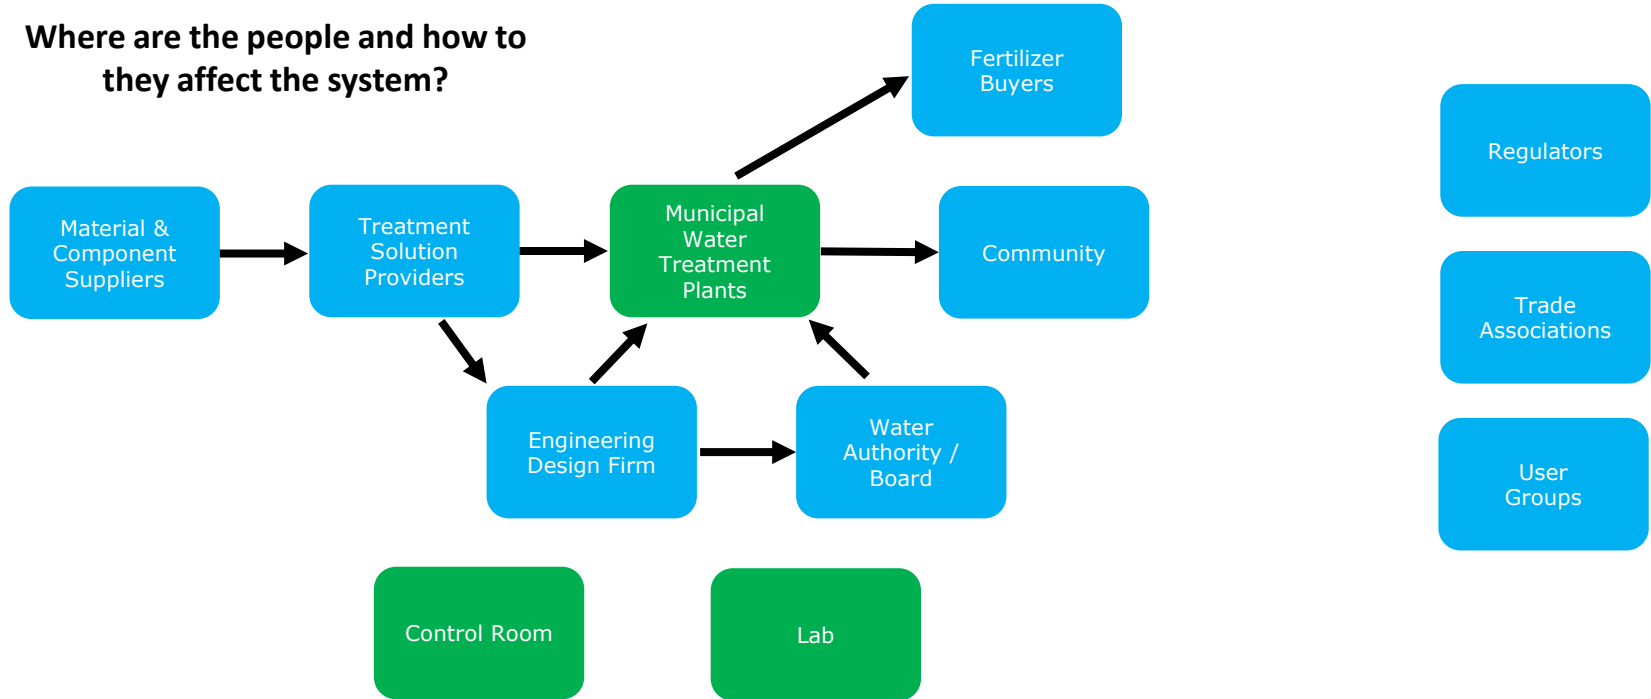 Where are the people and how to
they affect the system?
Fertilizer
Buyers
Regulators
Material &
Component
Suppliers
Treatment
Solution
Providers
Municipal
Water
Treatment
Plants
Community
Trade
Associations
Engineering
Design Firm
Water
Authority /
Board
User
Groups
Control Room
Lab